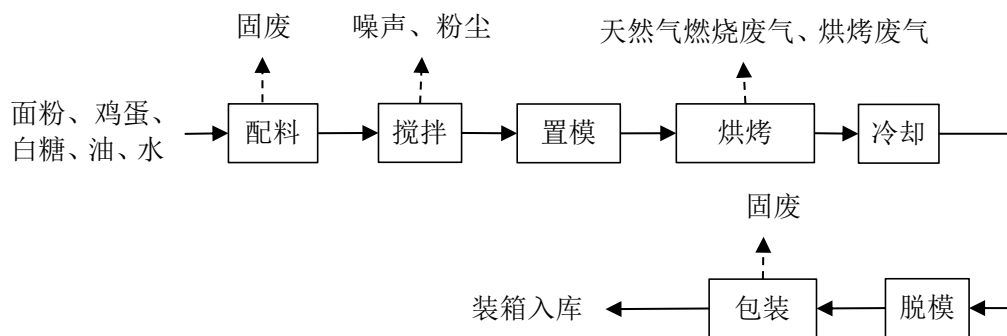 固废
噪声、粉尘
天然气燃烧废气、烘烤废气
面粉、鸡蛋、
白糖、油、水
配料
搅拌
置模
烘烤
冷却
固废
装箱入库
包装
脱模